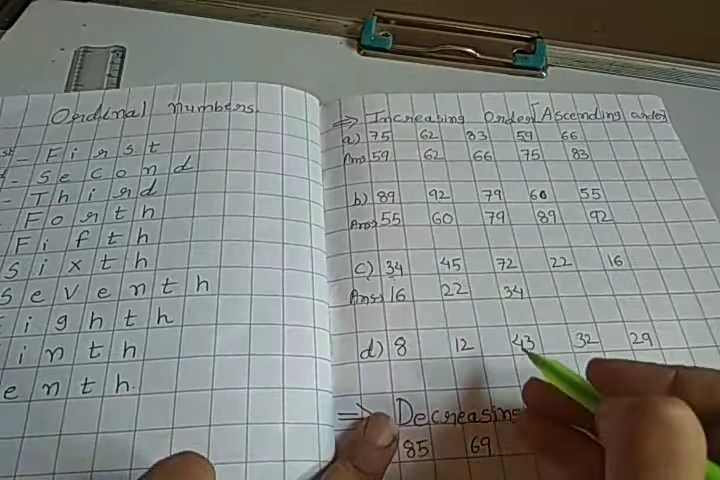 Ordinal numbers.
st - First
d - Second
- Third
Forth
Fifth
Sixth
Seventh
ighth
inth
enth.
⇒ Increasing Order [Ascending order
a) 75 62 83 59 66
Ans 59 62 66 75 83
b) 89 92 79 60 55
Ans) 55 60 79 89 92
c) 34 45 72 22 16
Ans) 16 22 34
d) 8 12 43 32 29
⇒ Decreasing
85 69